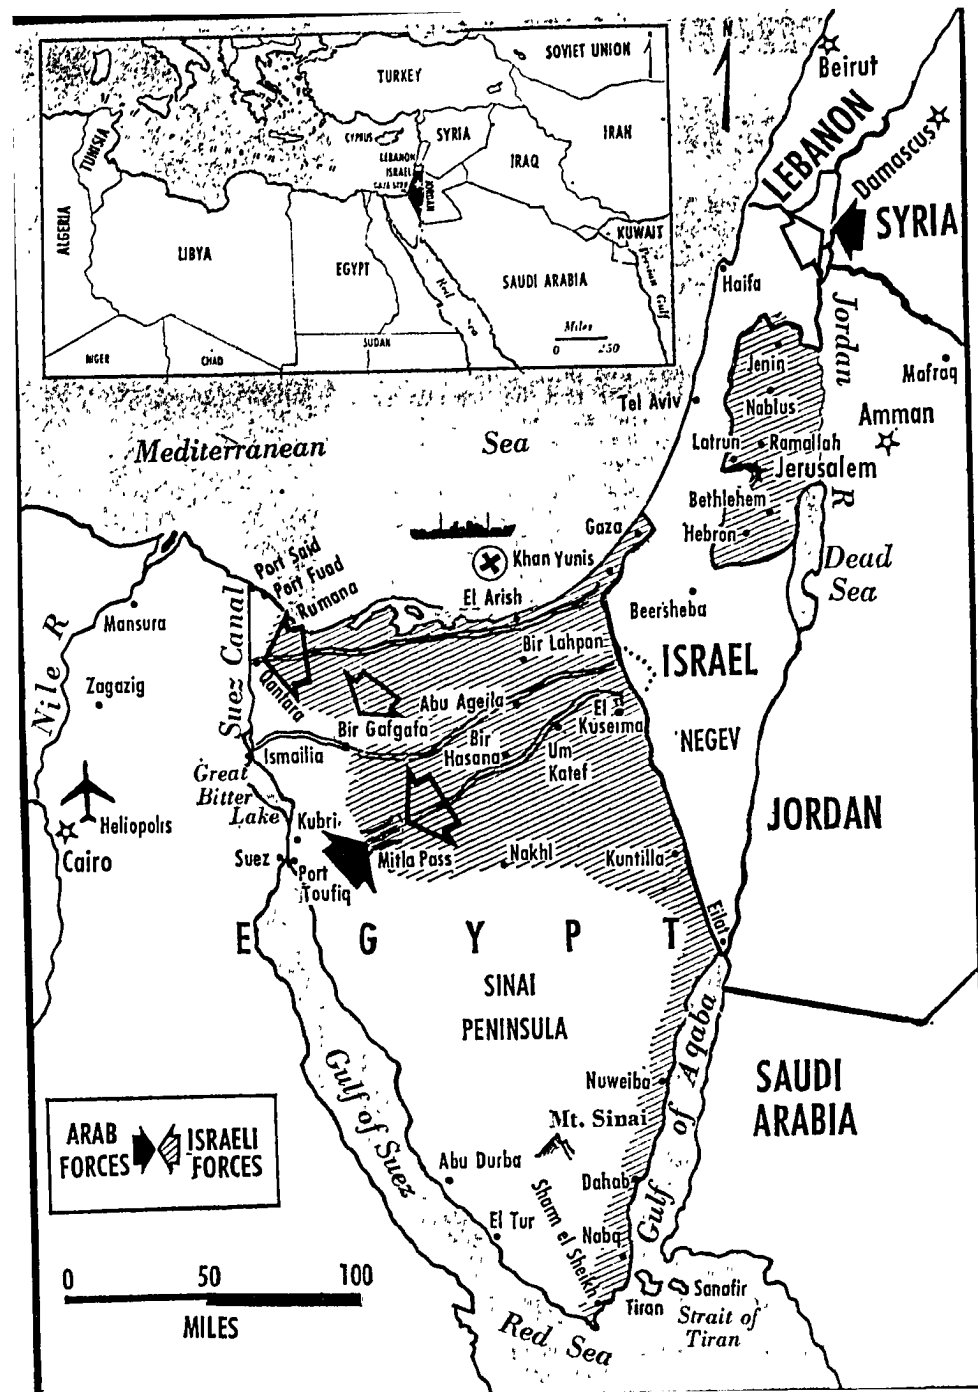 SOVIET UNION
TURKEY
TUNISIA
CYPRUS
SYRIA
IRAN
LEBANON
ISRAEL
IRAQ
JORDAN
ALGERIA
LIBYA
EGYPT
KUWAIT
Persian Gulf
SAUDI ARABIA
Red Sea
NIGER
CHAD
SUDAN
Miles
0 250
N
Beirut
LEBANON
Damascus
SYRIA
Haifa
Jordan R
Jenin
Mafraq
Tel Aviv
Nablus
Amman
Mediterranean Sea
Latrun
Ramallah
Jerusalem
Bethlehem
Gaza
Hebron
Port Said
Port Fuad
Rumana
Khan Yunis
Dead
Sea
El Arish
Beersheba
Mansura
Nile R
Suez Canal
Bir Lahpan
ISRAEL
Zagazig
Qantara
Abu Ageila
El
Kuseima
Bir Gafgafa
Bir
Hasana
Um
Katef
NEGEV
Ismailia
Great
Bitter
Lake
JORDAN
Heliopolis
Cairo
Kubri
Suez
Port
Toufiq
Mitla Pass
Nakhl
Kuntilla
Eilat
E G Y P T
SINAI
PENINSULA
Gulf of Aqaba
Gulf of Suez
Nuweiba
SAUDI
ARABIA
Mt. Sinai
ARAB
FORCES
ISRAELI
FORCES
Abu Durba
Dahab
Sharm el Sheikh
El Tur
Nabq
0 50 100
MILES
Tiran
Sanafir
Strait of
Tiran
Red Sea